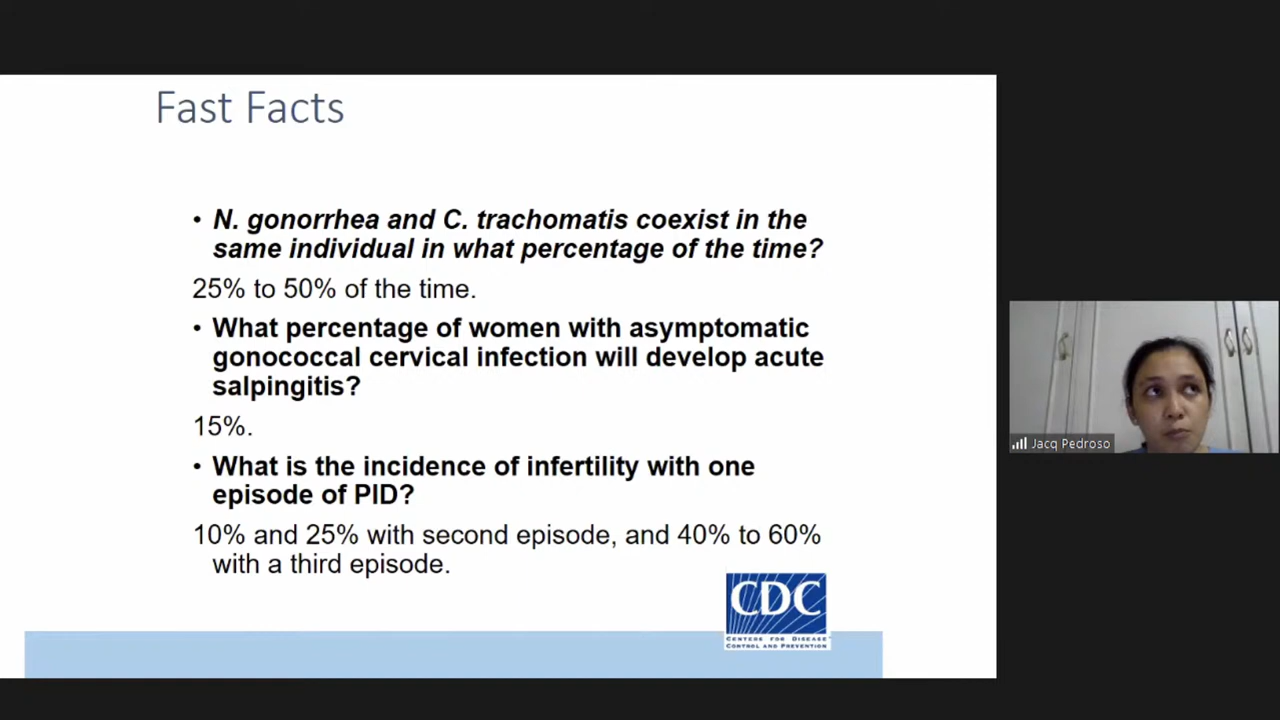 Fast Facts
• N. gonorrhea and C. trachomatis coexist in the
same individual in what percentage of the time?
25% to 50% of the time.
• What percentage of women with asymptomatic
gonococcal cervical infection will develop acute
salpingitis?
15%.
• What is the incidence of infertility with one
episode of PID?
10% and 25% with second episode, and 40% to 60%
with a third episode.
CDC
CENTERS FOR DISEASE
CONTROL AND PREVENTION
Jacq Pedroso